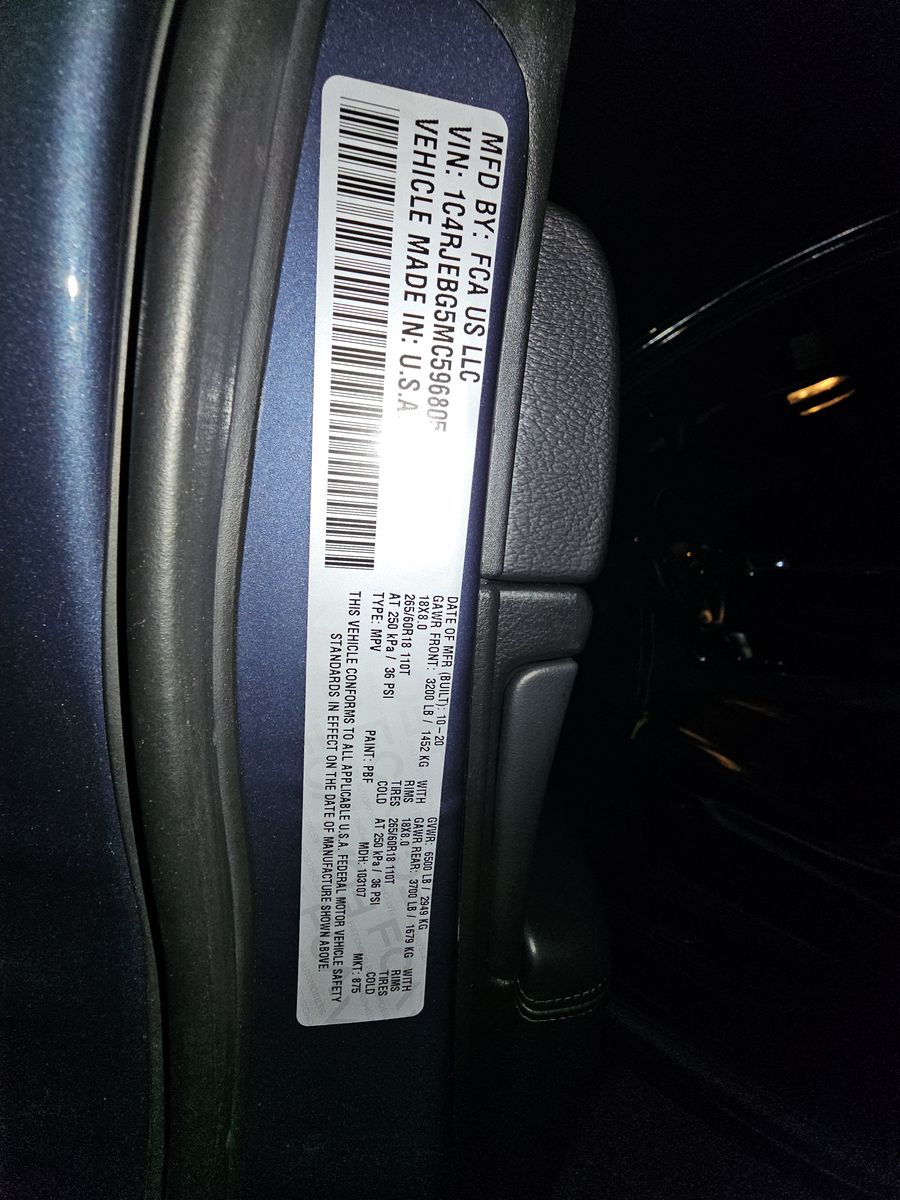 MFD BY: FCA US LLC
VIN: 1C4RJEBG5MC596805
VEHICLE MADE IN: U.S.A
DATE OF MFR (BUILT): 10-20 GVWR: 6500 LB / 2949 KG
GAWR FRONT: 3200 LB / 1452 KG WITH GAWR REAR: 3700 LB / 1679 KG WITH
18X8.0 RIMS 18X8.0 RIMS
265/60R18 110T TIRES 265/60R18 110T TIRES
AT 250 kPa / 36 PSI COLD AT 250 kPa / 36 PSI COLD
TYPE: MPV PAINT: PBF MDH: 103107 MKT: 875
THIS VEHICLE CONFORMS TO ALL APPLICABLE U.S.A. FEDERAL MOTOR VEHICLE SAFETY
STANDARDS IN EFFECT ON THE DATE OF MANUFACTURE SHOWN ABOVE.